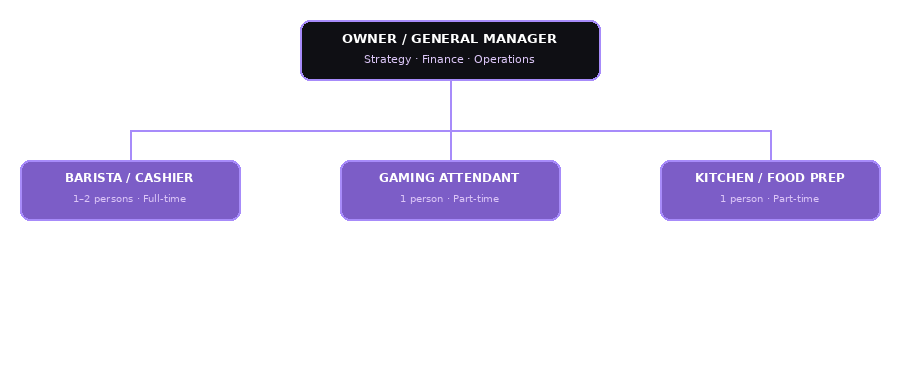 OWNER / GENERAL MANAGER
Strategy · Finance · Operations
BARISTA / CASHIER
1–2 persons · Full-time
GAMING ATTENDANT
1 person · Part-time
KITCHEN / FOOD PREP
1 person · Part-time